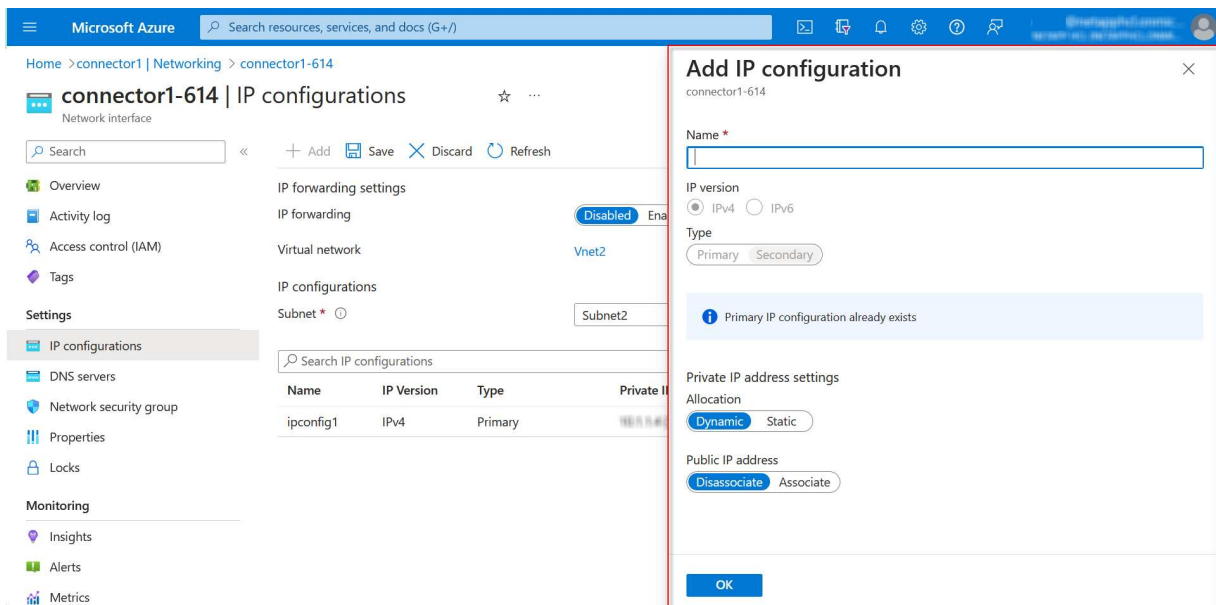 Microsoft Azure
Search resources, services, and docs (G+/)
Home > connector1 | Networking > connector1-614
connector1-614 | IP configurations
Network interface
Search
Overview
Activity log
Access control (IAM)
Tags
Settings
IP configurations
DNS servers
Network security group
Properties
Locks
Monitoring
Insights
Alerts
Metrics
Add Save Discard Refresh
IP forwarding settings
IP forwarding Disabled Ena
Virtual network Vnet2
IP configurations
Subnet * Subnet2
Search IP configurations
Name IP Version Type Private I
ipconfig1 IPv4 Primary
Add IP configuration
connector1-614
Name *
IP version
IPv4 IPv6
Type
Primary Secondary
Primary IP configuration already exists
Private IP address settings
Allocation
Dynamic Static
Public IP address
Disassociate Associate
OK